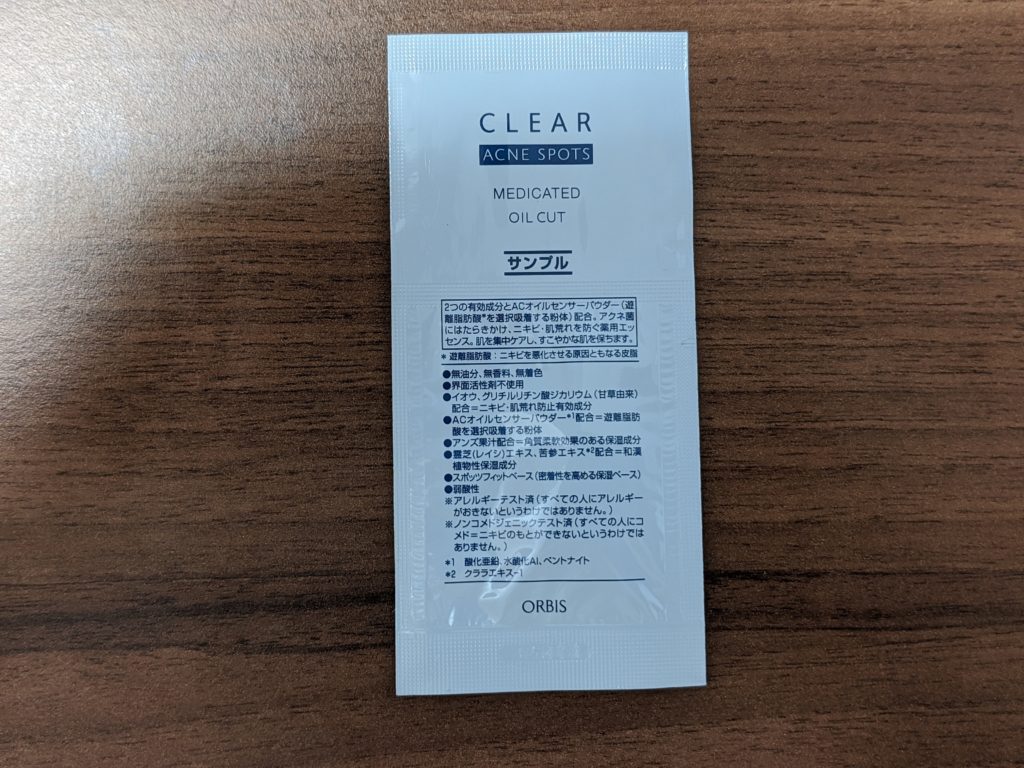 CLEAR
ACNE SPOTS
MEDICATED
OIL CUT
サンプル
2つの有効成分とACオイルセンサーパウダー(遊
離脂肪酸*を選択吸着する粉体)配合。アクネ菌
にはたらきかけ、ニキビ・肌荒れを防ぐ薬用エッ
センス。肌を集中ケアし、すこやかな肌を保ちます。
* 遊離脂肪酸:ニキビを悪化させる原因ともなる皮脂
●無油分、無香料、無着色
●界面活性剤不使用
●イオウ、グリチルリチン酸ジカリウム(甘草由来)
配合=ニキビ・肌荒れ防止有効成分
●ACオイルセンサーパウダー*1配合=遊離脂肪
酸を選択吸着する粉体
●アンズ果汁配合=角質柔軟効果のある保湿成分
●霊芝(レイシ)エキス、苦参エキス*2配合=和漢
植物性保湿成分
●スポッツフィットベース(密着性を高める保湿ベース)
●弱酸性
※アレルギーテスト済(すべての人にアレルギー
がおきないというわけではありません。)
※ノンコメドジェニックテスト済(すべての人にコ
メド=ニキビのもとができないというわけでは
ありません。)
*1 酸化亜鉛、水酸化Al、ベントナイト
*2 クララエキス-1
ORBIS